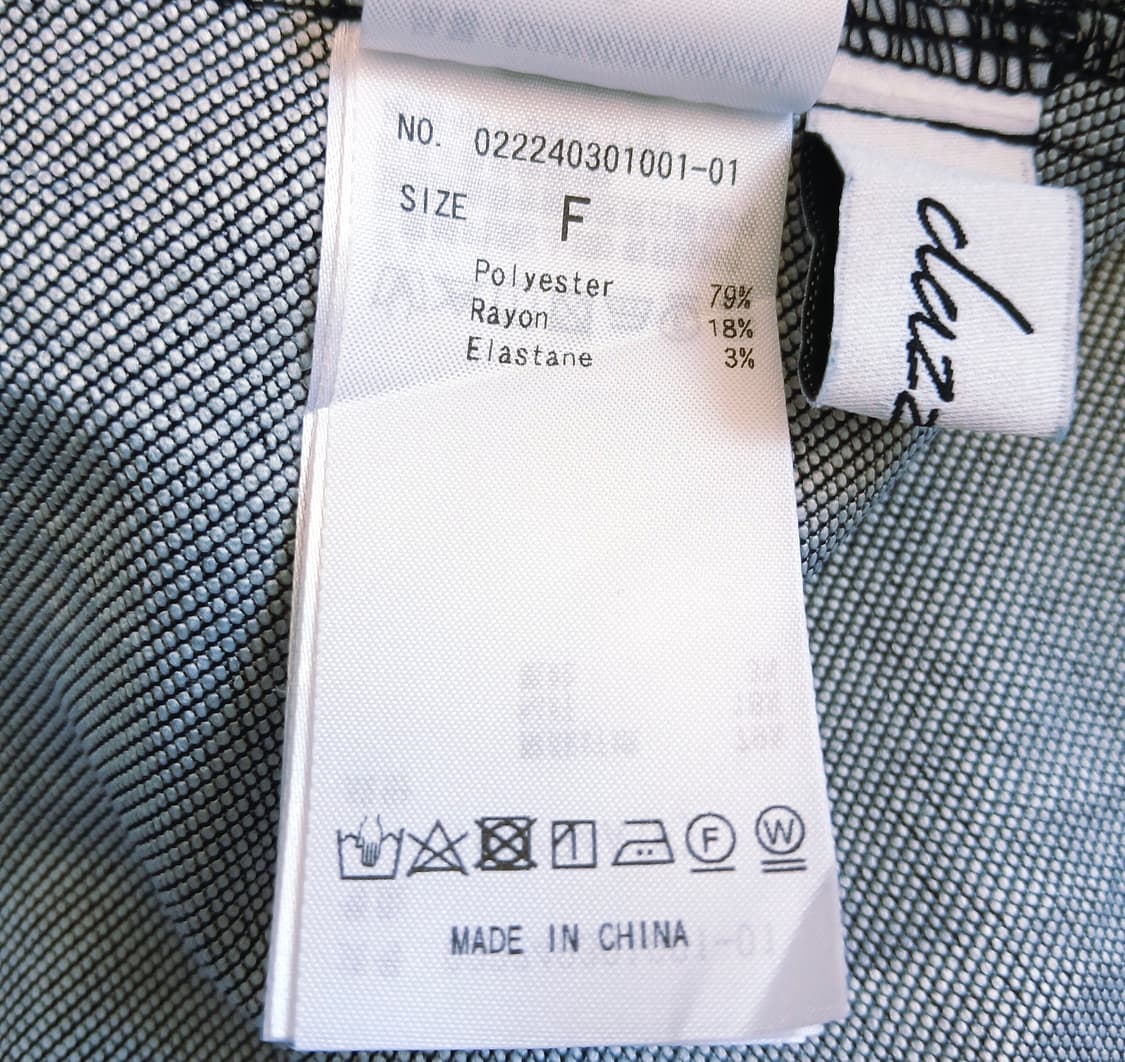 NO. 022240301001-01
SIZE F
Polyester 79%
Rayon 18%
Elastane 3%
F
W
MADE IN CHINA